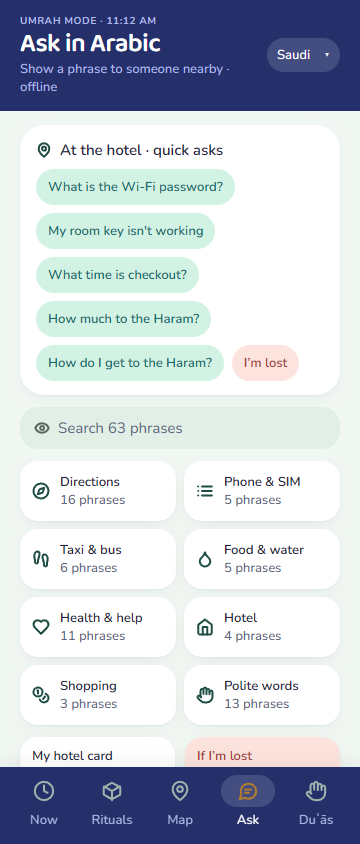 UMRAH MODE · 11:12 AM
Ask in Arabic
Show a phrase to someone nearby ·
offline
Saudi
At the hotel · quick asks
What is the Wi-Fi password?
My room key isn't working
What time is checkout?
How much to the Haram?
How do I get to the Haram?
I'm lost
Search 63 phrases
Directions
16 phrases
Phone & SIM
5 phrases
Taxi & bus
6 phrases
Food & water
5 phrases
Health & help
11 phrases
Hotel
4 phrases
Shopping
3 phrases
Polite words
13 phrases
My hotel card
If I'm lost
Now
Rituals
Map
Ask
Duʿās